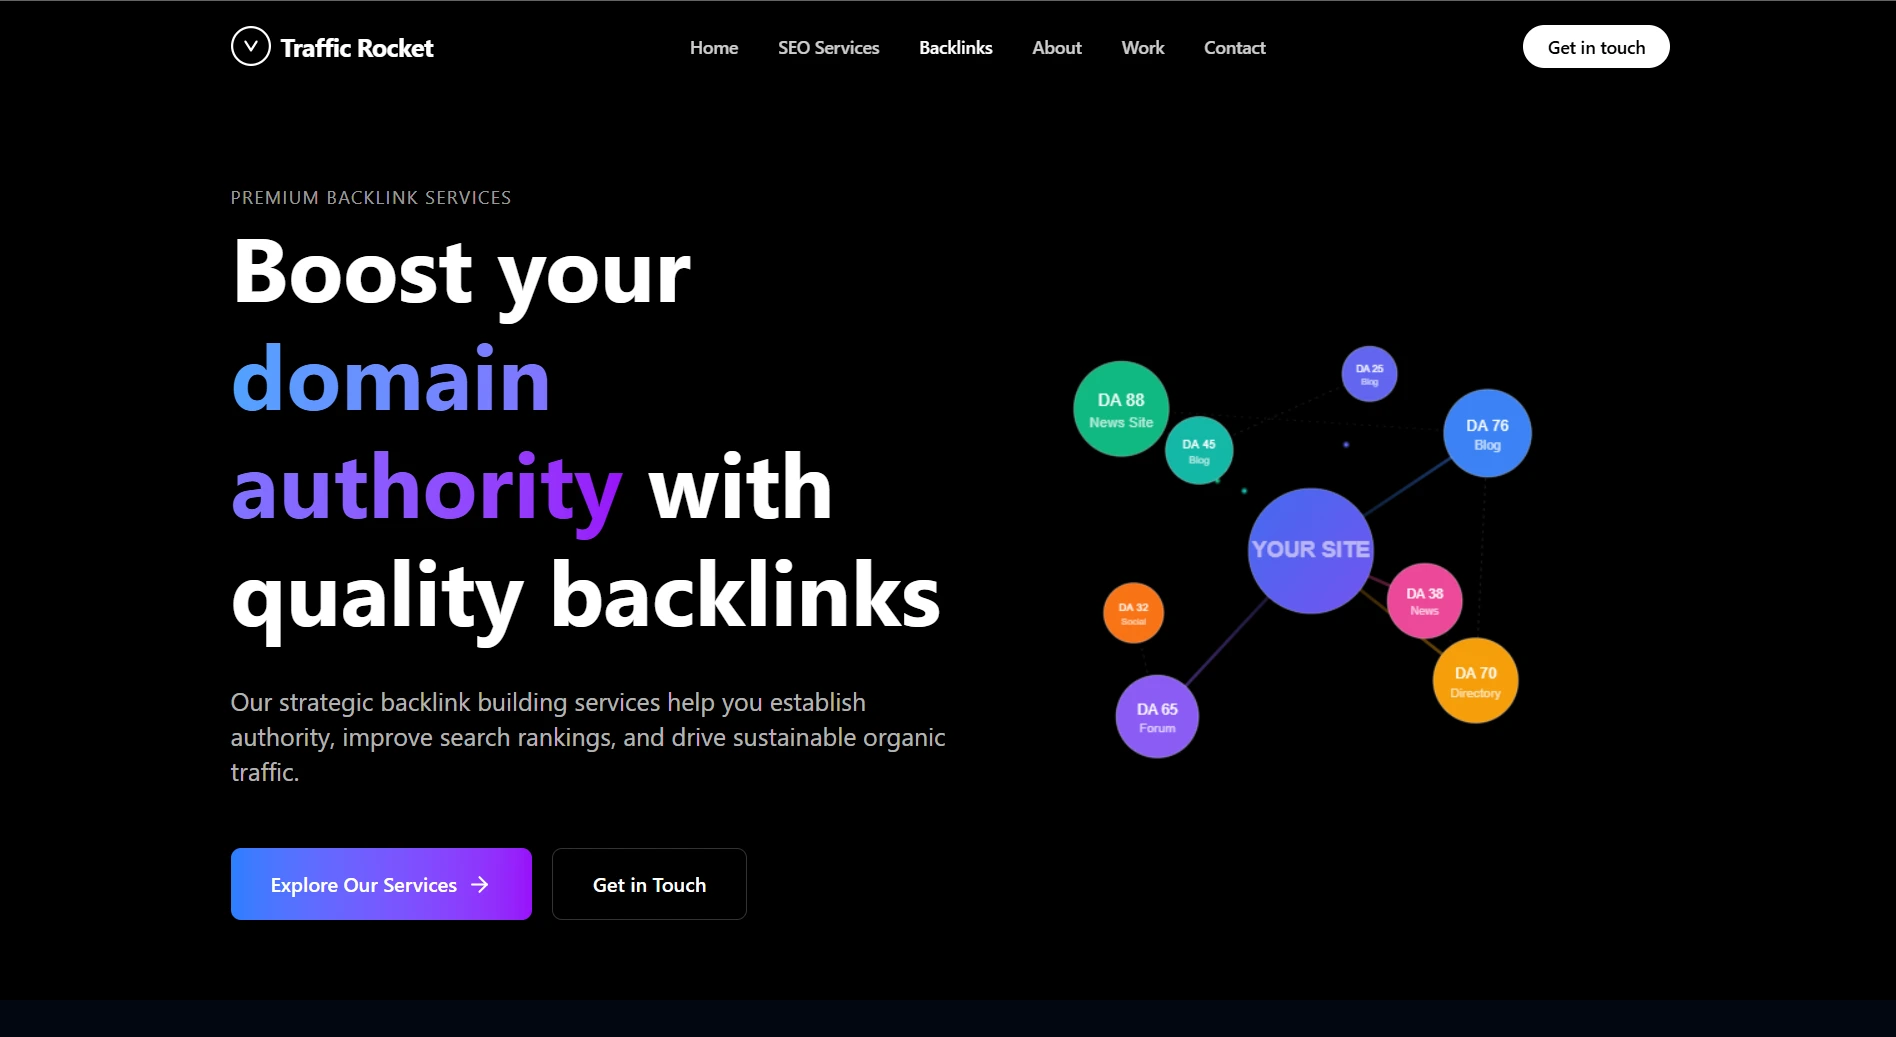 Traffic Rocket
Home
SEO Services
Backlinks
About
Work
Contact
Get in touch
PREMIUM BACKLINK SERVICES
Boost your
domain
authority with
quality backlinks
Our strategic backlink building services help you establish
authority, improve search rankings, and drive sustainable organic
traffic.
Explore Our Services →
Get in Touch
DA 88
News Site
DA 45
Blog
DA 25
Blog
DA 76
Blog
YOUR SITE
DA 38
News
DA 32
Social
DA 70
Directory
DA 65
Forum